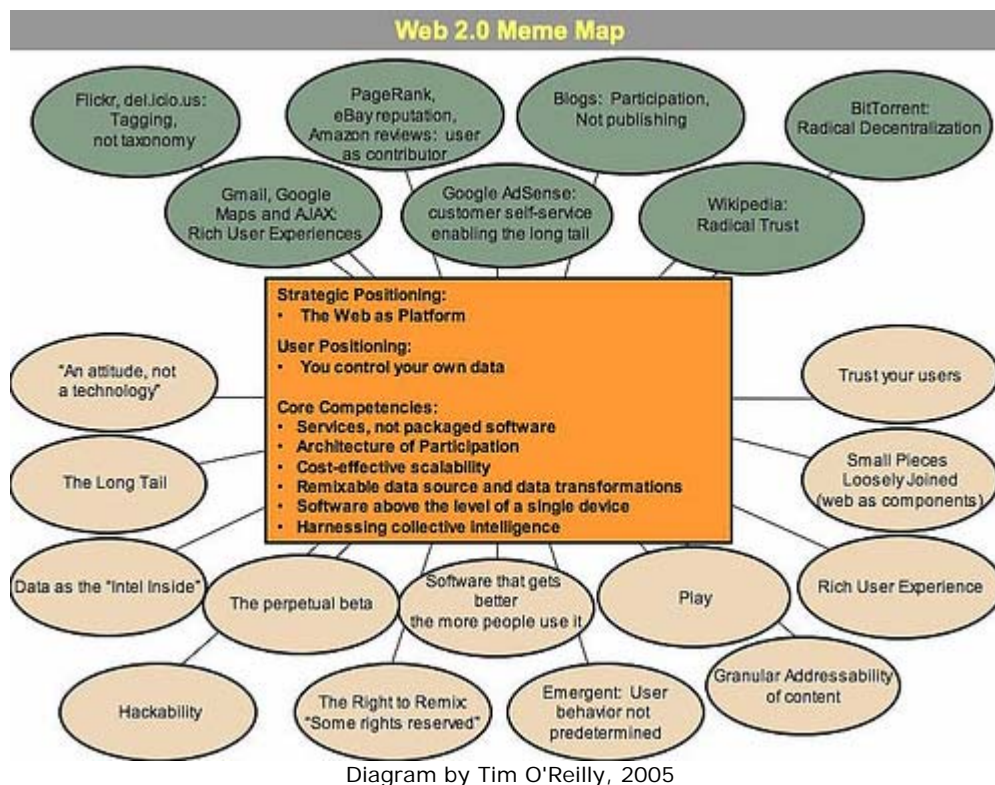 Web 2.0 Meme Map
Flickr, del.icio.us:
Tagging,
not taxonomy
PageRank,
eBay reputation,
Amazon reviews: user
as contributor
Blogs: Participation,
Not publishing
BitTorrent:
Radical Decentralization
Gmail, Google
Maps and AJAX:
Rich User Experiences
Google AdSense:
customer self-service
enabling the long tail
Wikipedia:
Radical Trust
Strategic Positioning:
• The Web as Platform
User Positioning:
• You control your own data
Core Competencies:
• Services, not packaged software
• Architecture of Participation
• Cost-effective scalability
• Remixable data source and data transformations
• Software above the level of a single device
• Harnessing collective intelligence
"An attitude, not
a technology"
Trust your users
The Long Tail
Small Pieces
Loosely Joined
(web as components)
Data as the "Intel Inside"
The perpetual beta
Software that gets
better
the more people use it
Play
Rich User Experience
Hackability
The Right to Remix:
"Some rights reserved"
Emergent: User
behavior not
predetermined
Granular Addressability
of content
Diagram by Tim O'Reilly, 2005